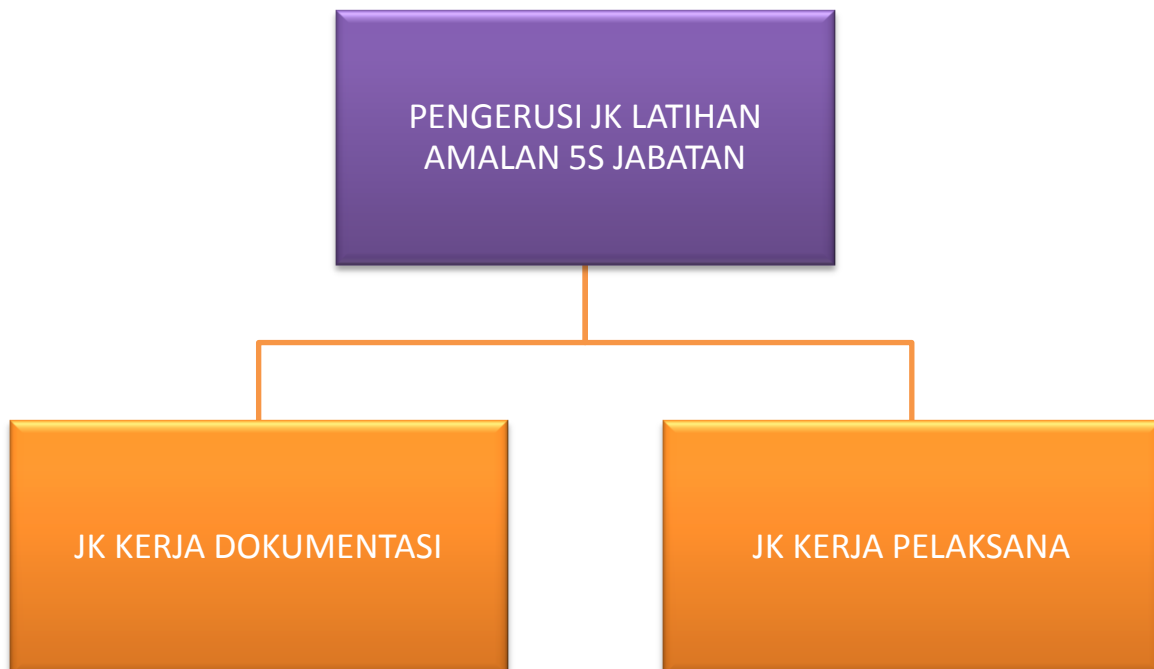 PENGERUSI JK LATIHAN
AMALAN 5S JABATAN
JK KERJA DOKUMENTASI
JK KERJA PELAKSANA